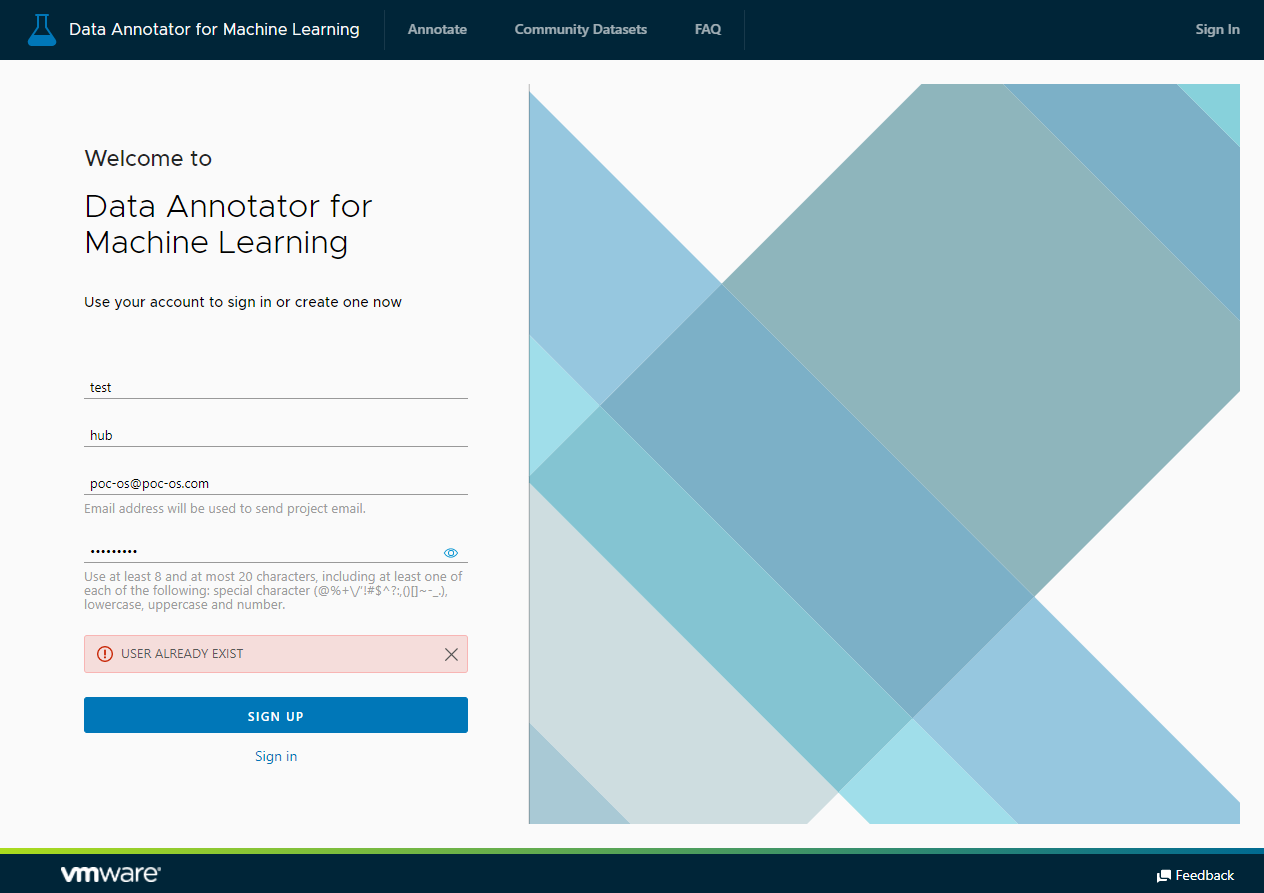 Data Annotator for Machine Learning
Annotate
Community Datasets
FAQ
Sign In
Welcome to
Data Annotator for
Machine Learning
Use your account to sign in or create one now
test
hub
poc-os@poc-os.com
Email address will be used to send project email.
•••••••••
Use at least 8 and at most 20 characters, including at least one of
each of the following: special character (@%+\/'!#$^?:,()[]~-_.),
lowercase, uppercase and number.
USER ALREADY EXIST
SIGN UP
Sign in
vmware
Feedback